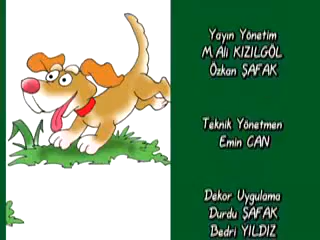 Yayın Yönetim
M.Ali KIZILGÖL
Özkan ŞAFAK
Teknik Yönetmen
Emin CAN
Dekor Uygulama
Durdu ŞAFAK
Bedri YILDIZ